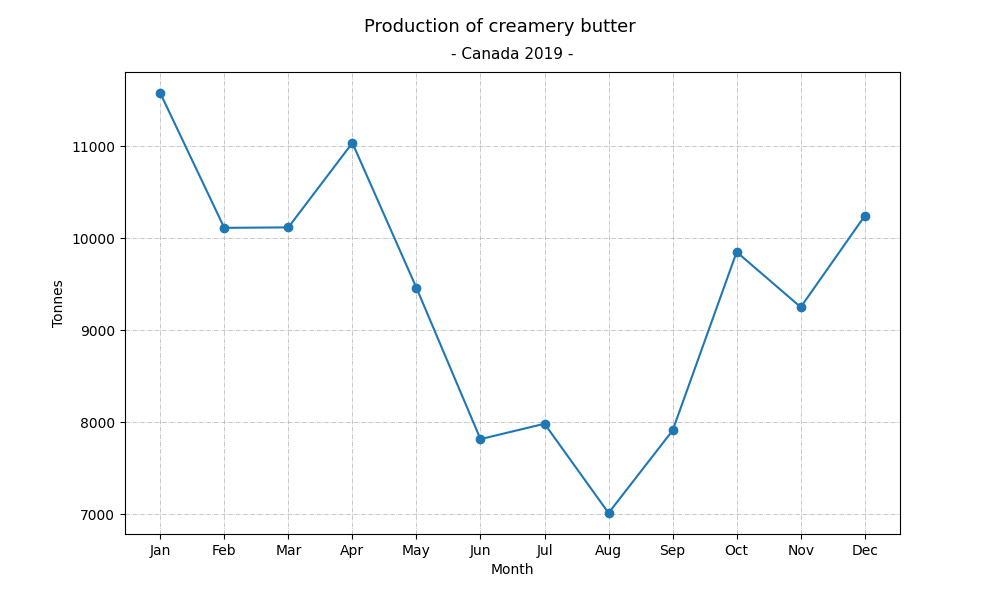 Production of creamery butter
- Canada 2019 -
11000
10000
9000
8000
7000
Tonnes
Jan Feb Mar Apr May Jun Jul Aug Sep Oct Nov Dec
Month